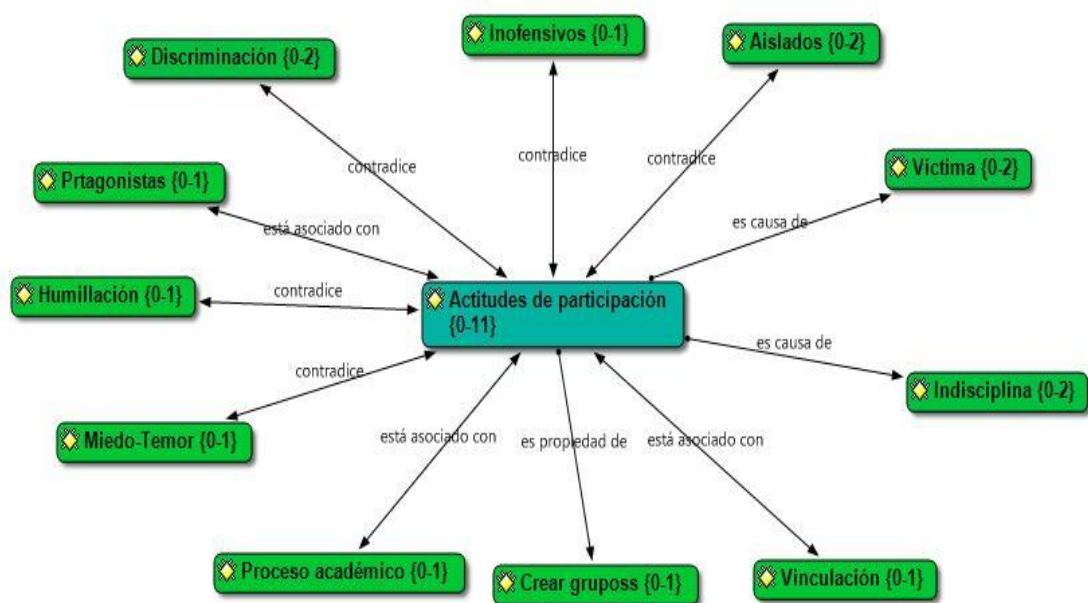 Inofensivos {0-1}
Aislados {0-2}
Discriminación {0-2}
contradice
contradice
contradice
Víctima {0-2}
Prtagonistas {0-1}
está asociado con
es causa de
Humillación {0-1}
contradice
Actitudes de participación
{0-11}
es causa de
contradice
Indisciplina {0-2}
Miedo-Temor {0-1}
está asociado con
es propiedad de
está asociado con
Proceso académico {0-1}
Crear gruposs {0-1}
Vinculación {0-1}